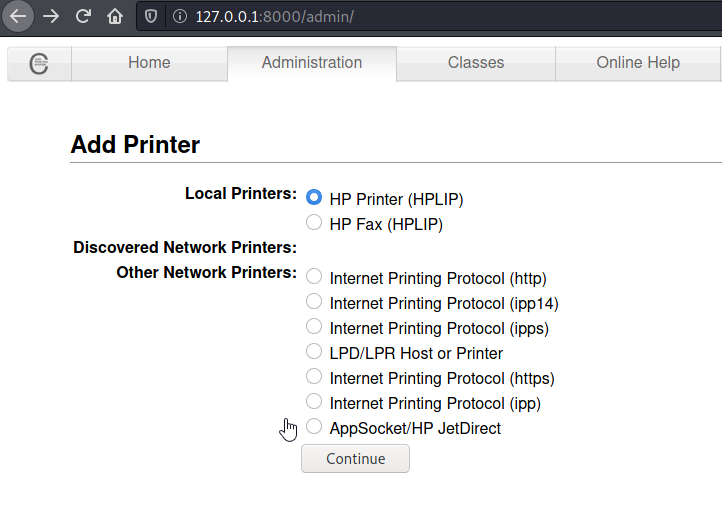 127.0.0.1:8000/admin/
Home Administration Classes Online Help
Add Printer
Local Printers: HP Printer (HPLIP)
HP Fax (HPLIP)
Discovered Network Printers:
Other Network Printers: Internet Printing Protocol (http)
Internet Printing Protocol (ipp14)
Internet Printing Protocol (ipps)
LPD/LPR Host or Printer
Internet Printing Protocol (https)
Internet Printing Protocol (ipp)
AppSocket/HP JetDirect
Continue